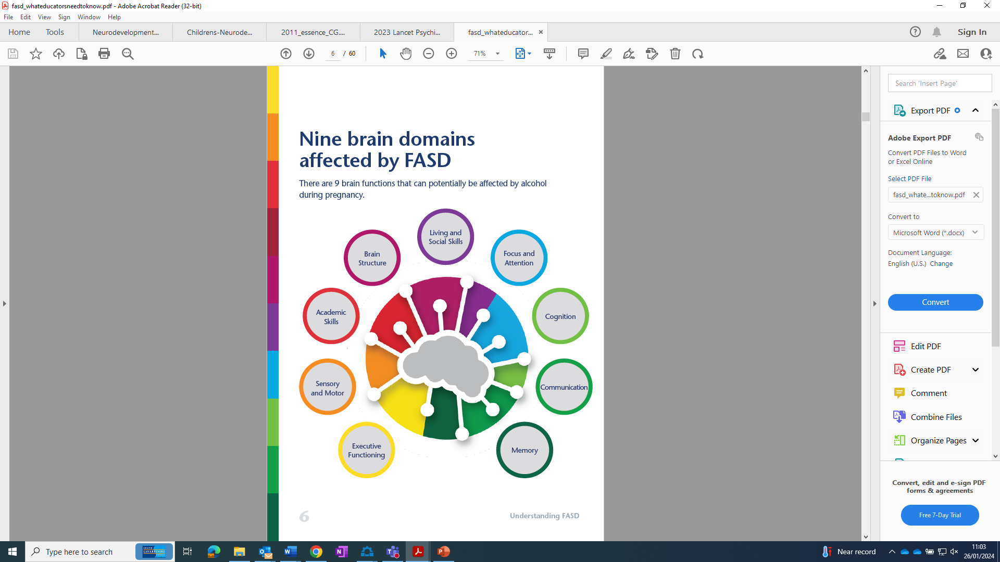 fasd_whateducatorsneedtoknow.pdf - Adobe Acrobat Reader (32-bit)
File Edit View Sign Window Help
Home Tools Neurodevelopment... Childrens-Neurode... 2011_essence_CG.... 2023 Lancet Psychi... fasd_whateducator... Sign In
6 / 60 71%
Nine brain domains
affected by FASD
There are 9 brain functions that can potentially be affected by alcohol
during pregnancy.
Living and
Social Skills
Brain
Structure
Focus and
Attention
Academic
Skills
Cognition
Sensory
and Motor
Communication
Executive
Functioning
Memory
6
Understanding FASD
Search 'Insert Page'
Export PDF
Adobe Export PDF
Convert PDF Files to Word
or Excel Online
Select PDF File
fasd_whate...toknow.pdf
Convert to
Microsoft Word (*.docx)
Document Language:
English (U.S.) Change
Convert
Edit PDF
Create PDF
Comment
Combine Files
Organize Pages
Convert, edit and e-sign PDF
forms & agreements
Free 7-Day Trial
Type here to search
SOUTH
LANARKSHIRE
Near record
11:03
26/01/2024